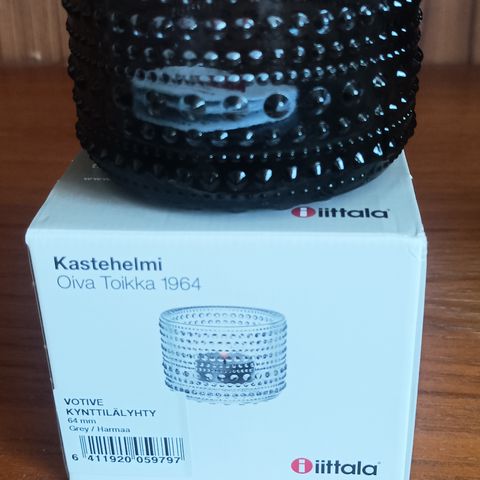 iittala
Kastehelmi
Oiva Toikka 1964
VOTIVE
KYNTTILÄLYHTY
64 mm
Grey / Harmaa
6 411920 059797
iittala